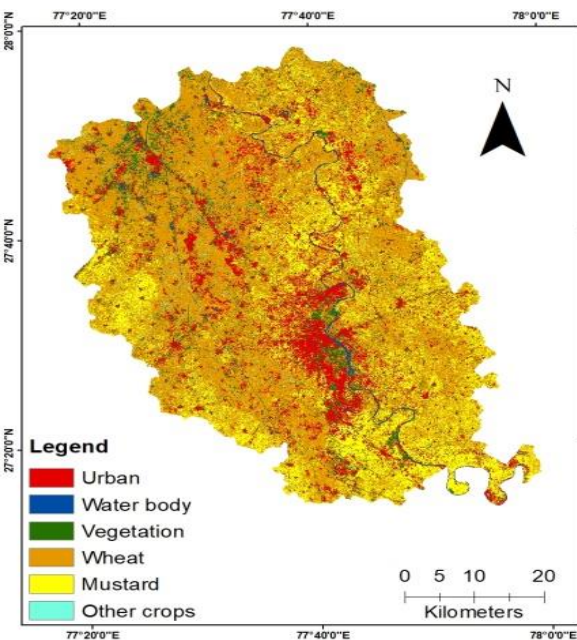 77°20'0"E 77°40'0"E 78°0'0"E
28°0'0"N
N
27°40'0"N
27°20'0"N
Legend
Urban
Water body
Vegetation
Wheat
Mustard
Other crops
0 5 10 20
Kilometers
77°20'0"E 77°40'0"E 78°0'0"E